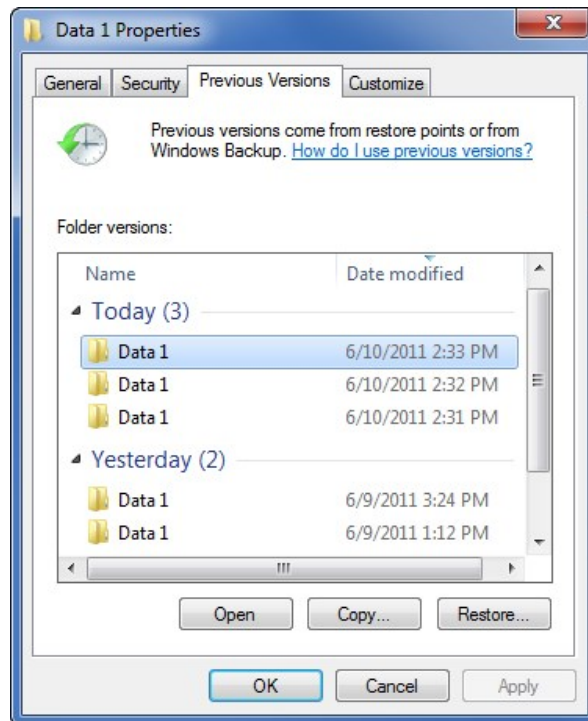 Data 1 Properties
General Security Previous Versions Customize
Previous versions come from restore points or from
Windows Backup. How do I use previous versions?
Folder versions:
Name Date modified
Today (3)
Data 1 6/10/2011 2:33 PM
Data 1 6/10/2011 2:32 PM
Data 1 6/10/2011 2:31 PM
Yesterday (2)
Data 1 6/9/2011 3:24 PM
Data 1 6/9/2011 1:12 PM
Open Copy... Restore...
OK Cancel Apply